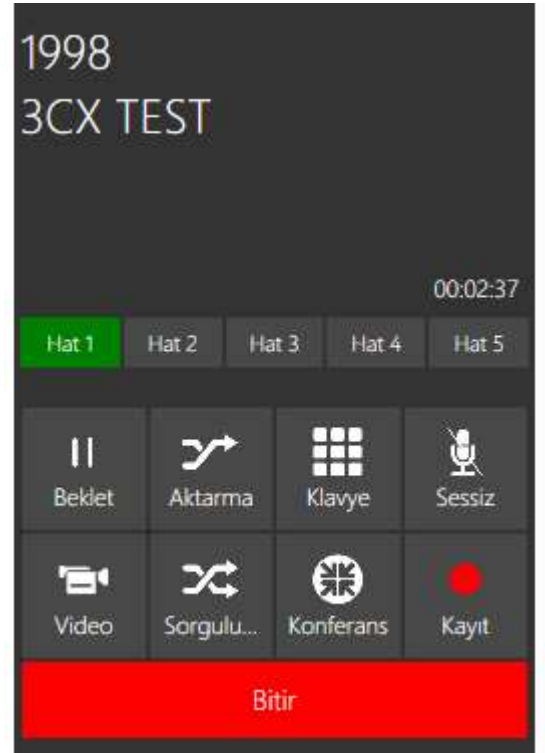 1998
3CX TEST
00:02:37
Hat 1 Hat 2 Hat 3 Hat 4 Hat 5
Beklet Aktarma Klavye Sessiz
Video Sorgulu... Konferans Kayıt
Bitir